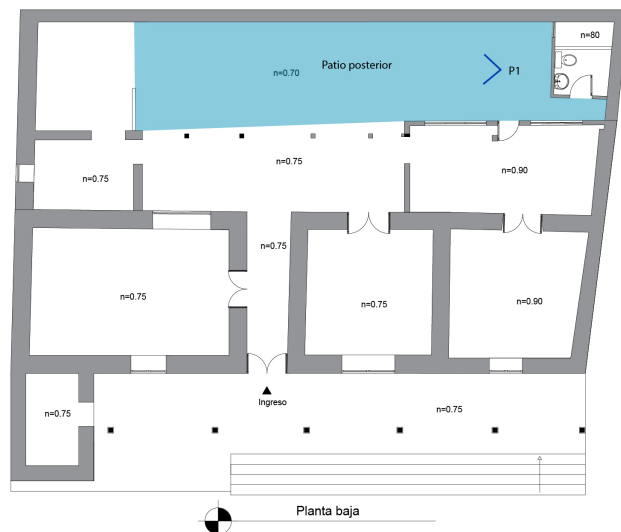 n=80
Patio posterior
P1
n=0.70
n=0.75
n=0.75
n=0.90
n=0.75
n=0.75
n=0.75
n=0.90
Ingreso
n=0.75
n=0.75
Planta baja